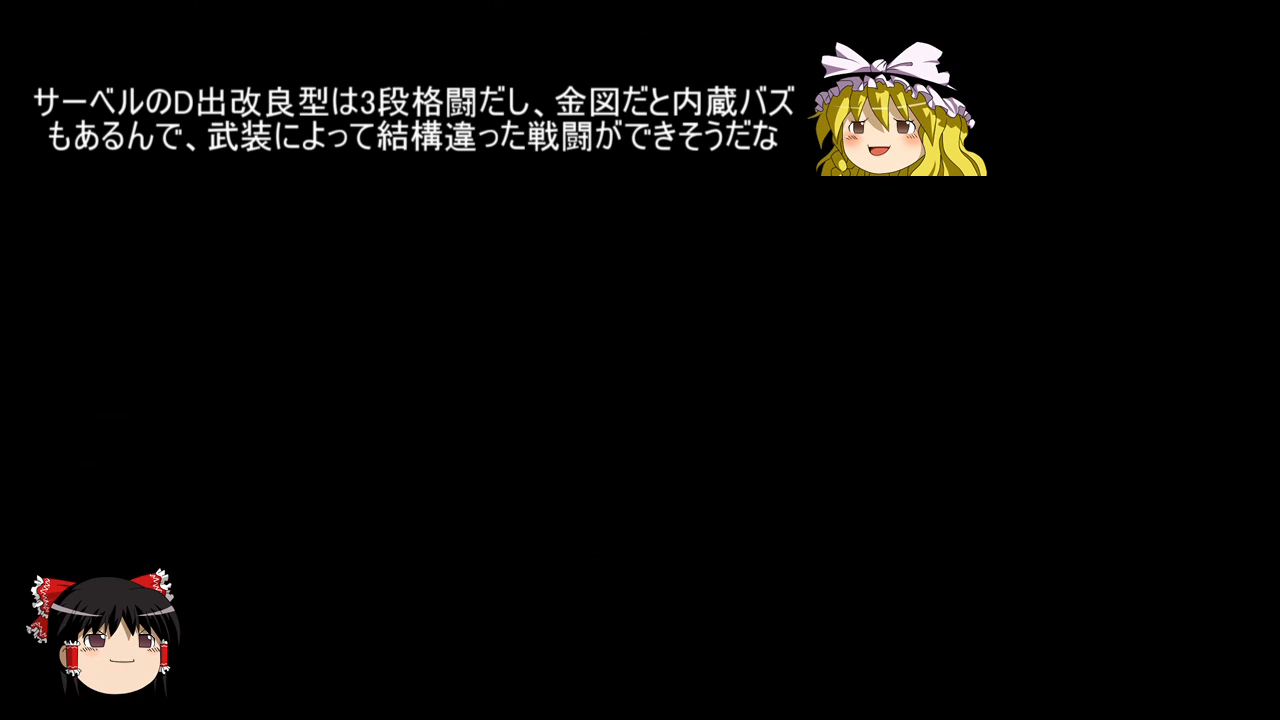 サーベルのD出改良型は3段格闘だし、金図だと内蔵バズ
もあるんで、武装によって結構違った戦闘ができそうだな